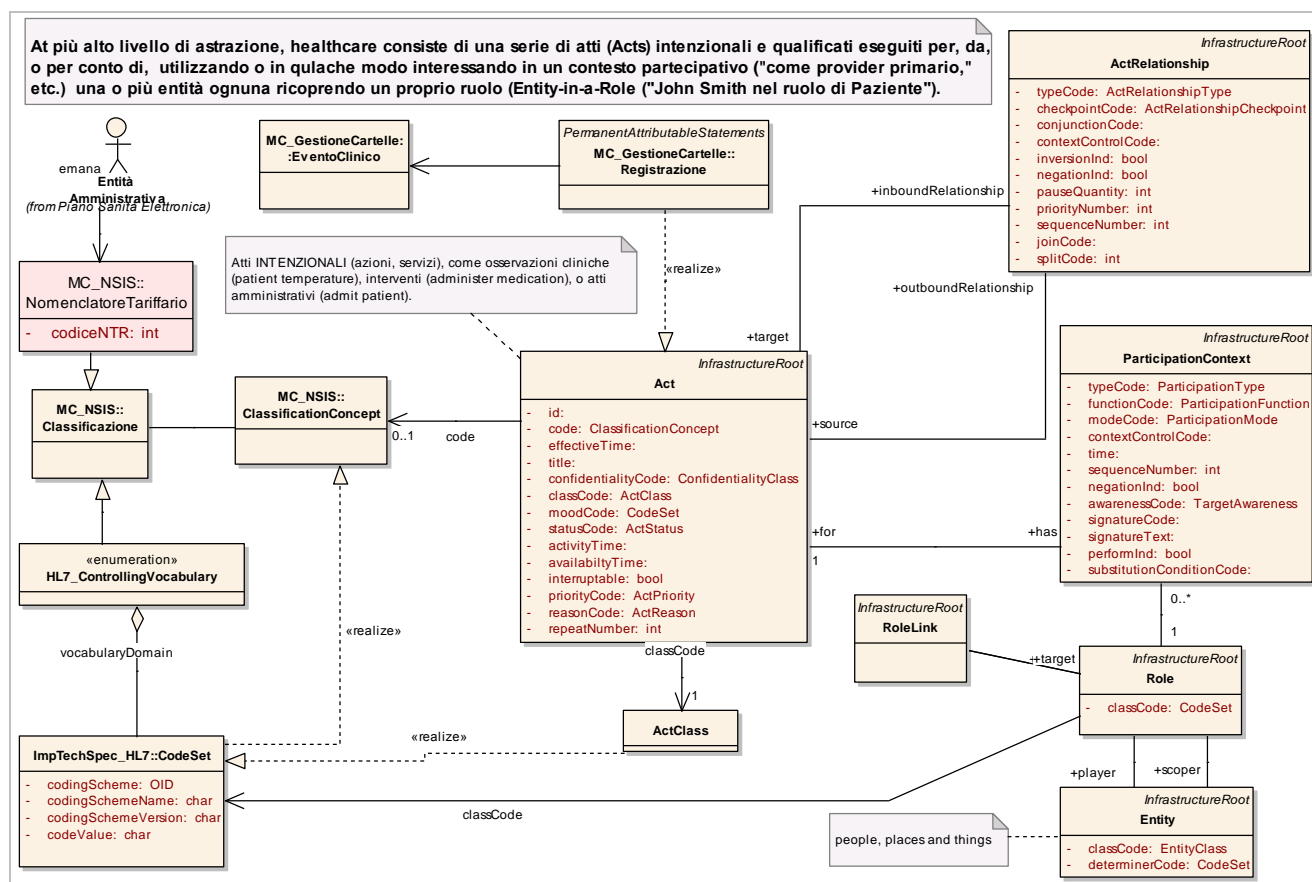 At più alto livello di astrazione, healthcare consiste di una serie di atti (Acts) intenzionali e qualificati eseguiti per, da,
o per conto di, utilizzando o in qulache modo interessando in un contesto partecipativo ("come provider primario,"
etc.) una o più entità ognuna ricoprendo un proprio ruolo (Entity-in-a-Role ("John Smith nel ruolo di Paziente").
InfrastructureRoot
ActRelationship
- typeCode: ActRelationshipType
- checkpointCode: ActRelationshipCheckpoint
- conjunctionCode:
- contextControlCode:
- inversionInd: bool
- negationInd: bool
- pauseQuantity: int
- priorityNumber: int
- sequenceNumber: int
- joinCode:
- splitCode: int
emana
Entità
Amministrativa
(from Piano Sanità Elettronica)
MC_GestioneCartelle:
:EventoClinico
PermanentAttributableStatements
MC_GestioneCartelle::
Registrazione
+inboundRelationship
+outboundRelationship
Atti INTENZIONALI (azioni, servizi), come osservazioni cliniche
(patient temperature), interventi (administer medication), o atti
amministrativi (admit patient).
«realize»
MC_NSIS::
NomenclatoreTariffario
- codiceNTR: int
+target
InfrastructureRoot
Act
- id:
- code: ClassificationConcept
- effectiveTime:
- title:
- confidentialityCode: ConfidentialityClass
- classCode: ActClass
- moodCode: CodeSet
- statusCode: ActStatus
- activityTime:
- availabiltyTime:
- interruptable: bool
- priorityCode: ActPriority
- reasonCode: ActReason
- repeatNumber: int
InfrastructureRoot
ParticipationContext
- typeCode: ParticipationType
- functionCode: ParticipationFunction
- modeCode: ParticipationMode
- contextControlCode:
- time:
- sequenceNumber: int
- negationInd: bool
- awarenessCode: TargetAwareness
- signatureCode:
- signatureText:
- performInd: bool
- substitutionConditionCode:
MC_NSIS::
Classificazione
MC_NSIS::
ClassificationConcept
0..1
code
+source
+for
1
+has
«enumeration»
HL7_ControllingVocabulary
vocabularyDomain
«realize»
classCode
1
ActClass
0..*
1
InfrastructureRoot
RoleLink
+target
InfrastructureRoot
Role
- classCode: CodeSet
ImpTechSpec_HL7::CodeSet
- codingScheme: OID
- codingSchemeName: char
- codingSchemeVersion: char
- codeValue: char
«realize»
classCode
+player
+scoper
people, places and things
InfrastructureRoot
Entity
- classCode: EntityClass
- determinerCode: CodeSet